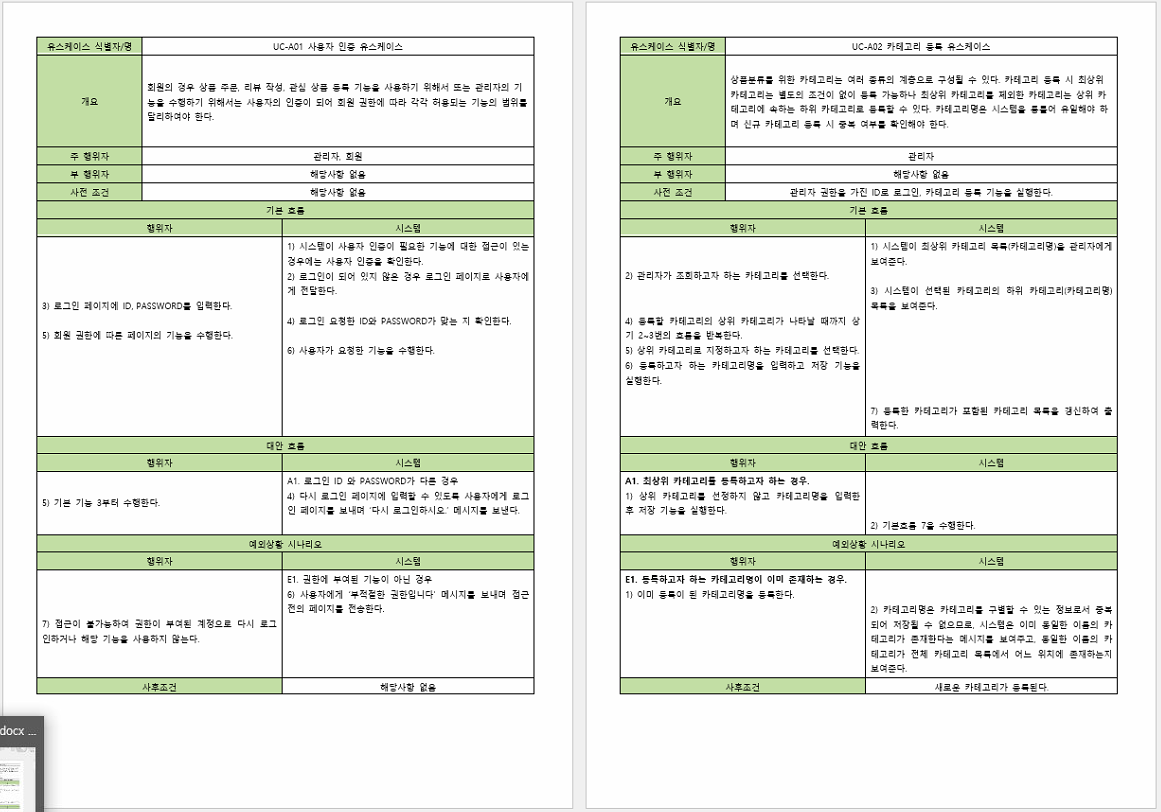 유스케이스 식별자/명
UC-A01 사용자 인증 유스케이스
개요
회원의 경우 상품 주문, 리뷰 작성, 관심 상품 등록 기능을 사용하기 위해서 또는 관리자의 기
능을 수행하기 위해서는 사용자의 인증이 되어 회원 권한에 따라 각각 허용되는 기능의 범위를
달리하여야 한다.
주 행위자
관리자, 회원
부 행위자
해당사항 없음
사전 조건
해당사항 없음
기본 흐름
행위자
시스템
1) 시스템이 사용자 인증이 필요한 기능에 대한 접근이 있는
경우에는 사용자 인증을 확인한다.
2) 로그인이 되어 있지 않은 경우 로그인 페이지로 사용자에
게 전달한다.
3) 로그인 페이지에 ID, PASSWORD를 입력한다.
4) 로그인 요청한 ID와 PASSWORD가 맞는 지 확인한다.
5) 회원 권한에 따른 페이지의 기능을 수행한다.
6) 사용자가 요청한 기능을 수행한다.
대안 흐름
행위자
시스템
A1. 로그인 ID 와 PASSWORD가 다른 경우
4) 다시 로그인 페이지에 입력할 수 있도록 사용자에게 로그
인 페이지를 보내며 '다시 로그인하시오.' 메시지를 보낸다.
5) 기본 기능 3부터 수행한다.
예외상황 시나리오
행위자
시스템
E1. 권한에 부여된 기능이 아닌 경우
6) 사용자에게 '부적절한 권한입니다' 메시지를 보내며 접근
전의 페이지를 전송한다.
7) 접근이 불가능하여 권한이 부여된 계정으로 다시 로그
인하거나 해당 기능을 사용하지 않는다.
사후조건
해당사항 없음
유스케이스 식별자/명
UC-A02 카테고리 등록 유스케이스
개요
상품분류를 위한 카테고리는 여러 종류의 계층으로 구성될 수 있다. 카테고리 등록 시 최상위
카테고리는 별도의 조건이 없이 등록 가능하나 최상위 카테고리를 제외한 카테고리는 상위 카
테고리에 속하는 하위 카테고리로 등록할 수 있다. 카테고리명은 시스템을 통틀어 유일해야 하
며 신규 카테고리 등록 시 중복 여부를 확인해야 한다.
주 행위자
관리자
부 행위자
해당사항 없음
사전 조건
관리자 권한을 가진 ID로 로그인, 카테고리 등록 기능을 실행한다.
기본 흐름
행위자
시스템
1) 시스템이 최상위 카테고리 목록(카테고리명)을 관리자에게
보여준다.
2) 관리자가 조회하고자 하는 카테고리를 선택한다.
3) 시스템이 선택된 카테고리의 하위 카테고리(카테고리명)
목록을 보여준다.
4) 등록할 카테고리의 상위 카테고리가 나타날 때까지 상
기 2~3번의 흐름을 반복한다.
5) 상위 카테고리로 지정하고자 하는 카테고리를 선택한다.
6) 등록하고자 하는 카테고리명을 입력하고 저장 기능을
실행한다.
7) 등록한 카테고리가 포함된 카테고리 목록을 갱신하여 출
력한다.
대안 흐름
행위자
시스템
A1. 최상위 카테고리를 등록하고자 하는 경우.
1) 상위 카테고리를 선정하지 않고 카테고리명을 입력한
후 저장 기능을 실행한다.
2) 기본흐름 7을 수행한다.
예외상황 시나리오
행위자
시스템
E1. 등록하고자 하는 카테고리명이 이미 존재하는 경우.
1) 이미 등록이 된 카테고리명을 등록한다.
2) 카테고리명은 카테고리를 구별할 수 있는 정보로서 중복
되어 저장될 수 없으므로, 시스템은 이미 동일한 이름의 카
테고리가 존재한다는 메시지를 보여주고, 동일한 이름의 카
테고리가 전체 카테고리 목록에서 어느 위치에 존재하는지
보여준다.
사후조건
새로운 카테고리가 등록된다.
docx ...